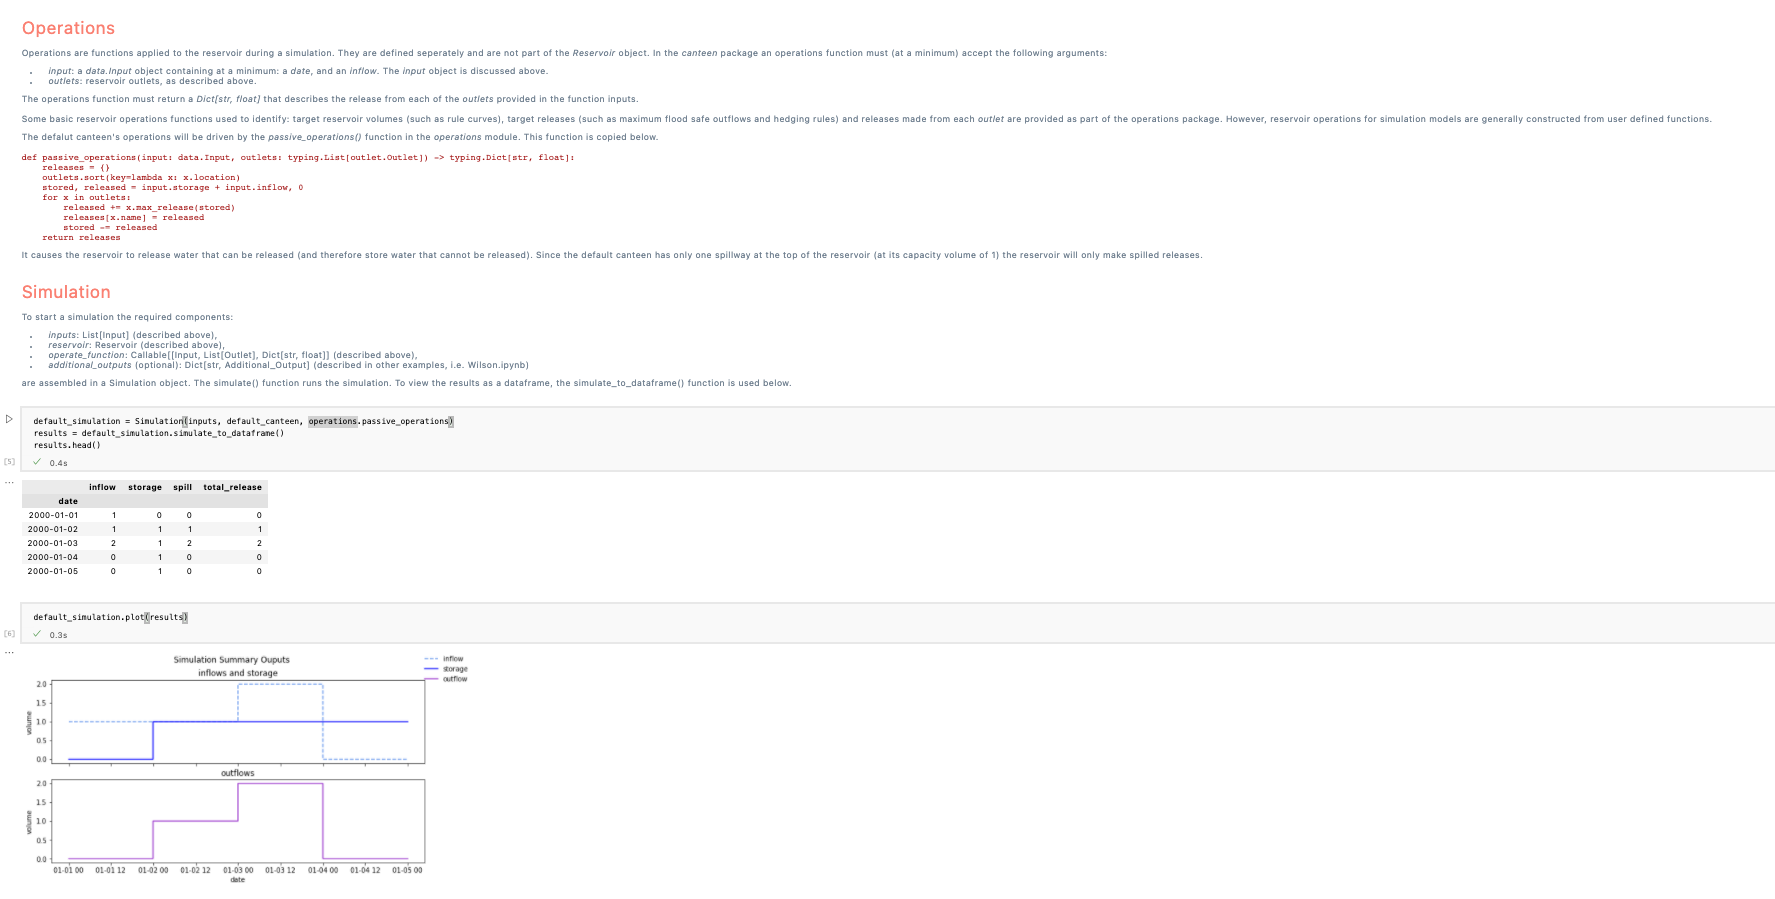 Operations
Operations are functions applied to the reservoir during a simulation. They are defined seperately and are not part of the Reservoir object. In the canteen package an operations function must (at a minimum) accept the following arguments:
• input: a data.Input object containing at a minimum: a date, and an inflow. The input object is discussed above.
• outlets: reservoir outlets, as described above.
The operations function must return a Dict[str, float] that describes the release from each of the outlets provided in the function inputs.
Some basic reservoir operations functions used to identify: target reservoir volumes (such as rule curves), target releases (such as maximum flood safe outflows and hedging rules) and releases made from each outlet are provided as part of the operations package. However, reservoir operations for simulation models are generally constructed from user defined functions.
The defalut canteen's operations will be driven by the passive_operations() function in the operations module. This function is copied below.
def passive_operations(input: data.Input, outlets: typing.List[outlet.Outlet]) -> typing.Dict[str, float]:
    releases = {}
    outlets.sort(key=lambda x: x.location)
    stored, released = input.storage + input.inflow, 0
    for x in outlets:
        released += x.max_release(stored)
        releases[x.name] = released
        stored -= released
    return releases
It causes the reservoir to release water that can be released (and therefore store water that cannot be released). Since the default canteen has only one spillway at the top of the reservoir (at its capacity volume of 1) the reservoir will only make spilled releases.
Simulation
To start a simulation the required components:
• inputs: List[Input] (described above),
• reservoir: Reservoir (described above),
• operate_function: Callable[[Input, List[Outlet], Dict[str, float]] (described above),
• additional_outputs (optional): Dict[str, Additional_Output] (described in other examples, i.e. Wilson.ipynb)
are assembled in a Simulation object. The simulate() function runs the simulation. To view the results as a dataframe, the simulate_to_dataframe() function is used below.
default_simulation = Simulation(inputs, default_canteen, operations.passive_operations)
results = default_simulation.simulate_to_dataframe()
results.head()
[5] 0.4s
...
inflow storage spill total_release
date
2000-01-01 1 0 0 0
2000-01-02 1 1 1 1
2000-01-03 2 1 2 2
2000-01-04 0 1 0 0
2000-01-05 0 1 0 0
default_simulation.plot(results)
[6] 0.3s
...
Simulation Summary Ouputs
inflows and storage
inflow
storage
outflow
2.0
1.5
1.0
0.5
0.0
volume
outflows
2.0
1.5
1.0
0.5
0.0
volume
01-01 00 01-01 12 01-02 00 01-02 12 01-03 00 01-03 12 01-04 00 01-04 12 01-05 00
date